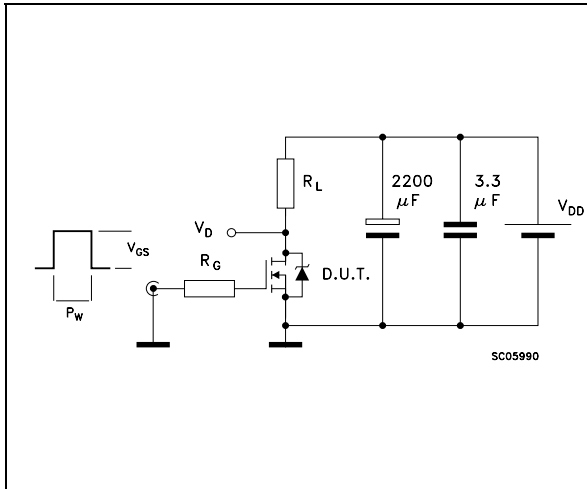 R_L
2200 μF
3.3 μF
V_DD
V_D
V_GS
R_G
D.U.T.
P_W
SC05990